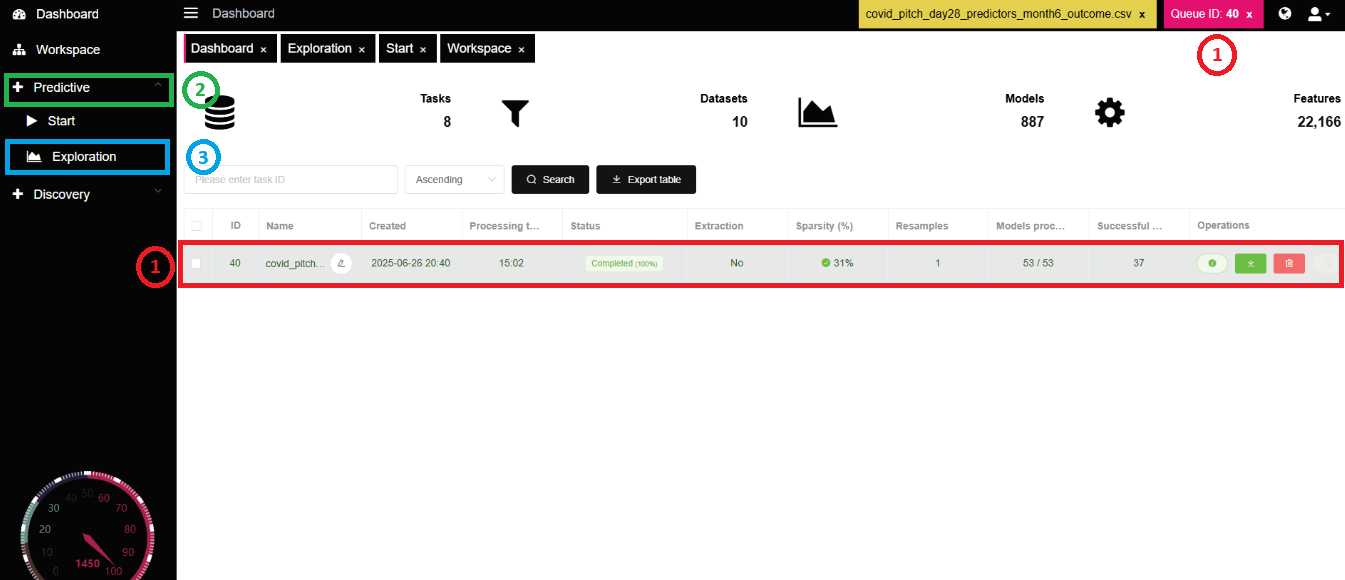 Dashboard
Dashboard
covid_pitch_day28_predictors_month6_outcome.csv x
Queue ID: 40 x
Workspace
Dashboard × Exploration × Start × Workspace ×
1
Predictive
2
Tasks
8
Datasets
10
Models
887
Features
22,166
Start
Exploration
3
Please enter task ID
Ascending
Search
Export table
Discovery
ID Name Created Processing t... Status Extraction Sparsity (%) Resamples Models proc... Successful ... Operations
1
40 covid_pitch... 2025-06-26 20:40 15:02 Completed (100%) No 31% 1 53 / 53 37
0 10 20 30 40 50 60 70 80 90 100
1450